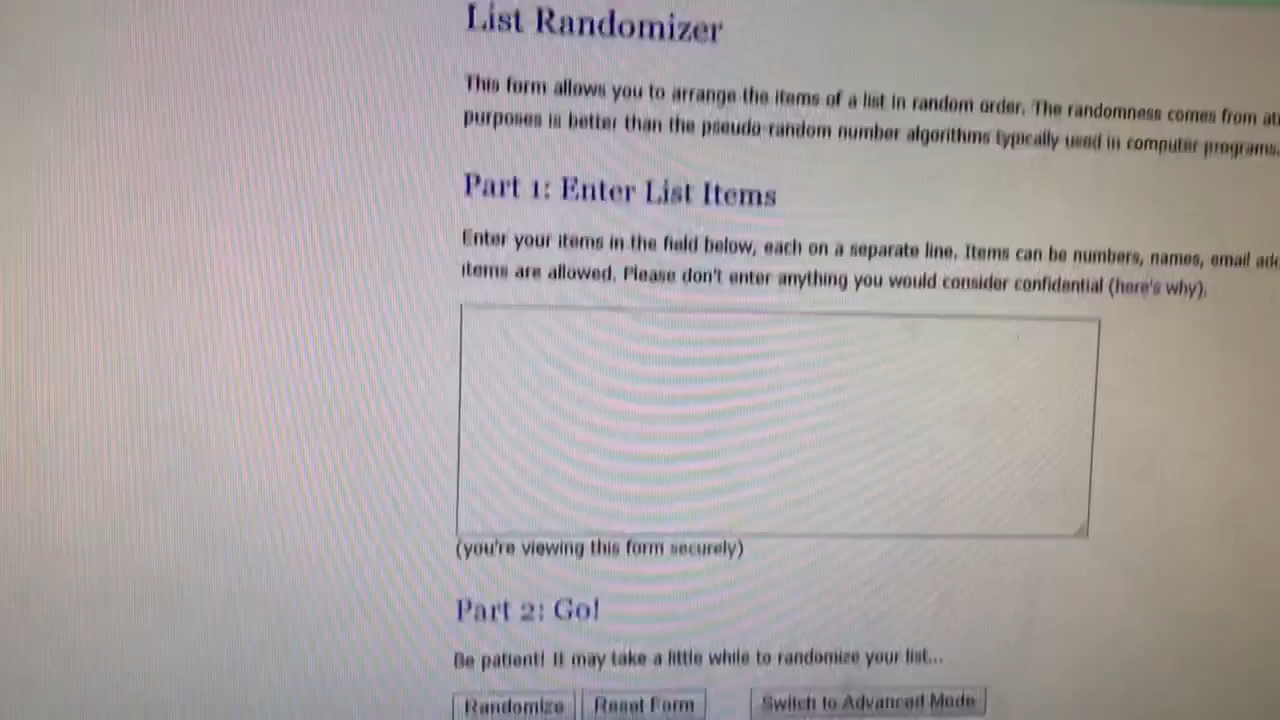 List Randomizer
This form allows you to arrange the items of a list in random order. The randomness comes from
purposes is better than the pseudo-random number algorithms typically used in computer programs.
Part 1: Enter List Items
Enter your items in the field below, each on a separate line. Items can be numbers, names, email
items are allowed. Please don't enter anything you would consider confidential (here's why).
(you're viewing this form securely)
Part 2: Go!
Be patient! It may take a little while to randomize your list...
Randomize Reset Form Switch to Advanced Mode